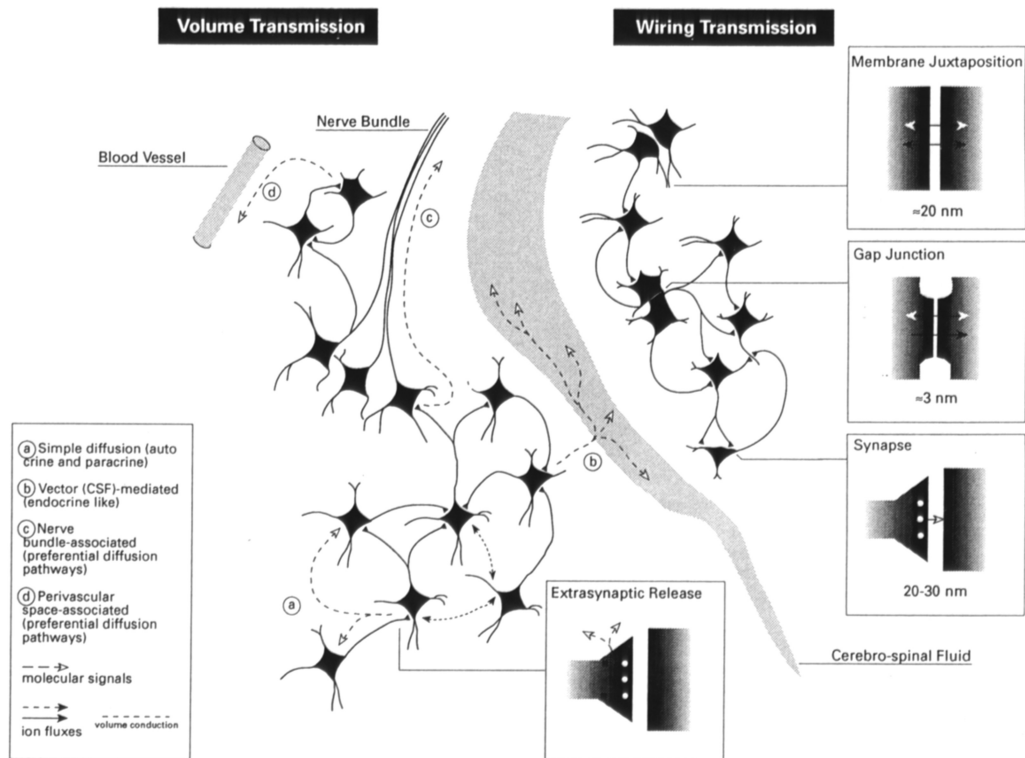 Volume Transmission
Wiring Transmission
Membrane Juxtaposition
≈20 nm
Nerve Bundle
Blood Vessel
d
c
Gap Junction
≈3 nm
a Simple diffusion (auto
crine and paracrine)
b Vector (CSF)-mediated
(endocrine like)
c Nerve
bundle-associated
(preferential diffusion
pathways)
d Perivascular
space-associated
(preferential diffusion
pathways)
molecular signals
ion fluxes
volume conduction
b
a
Synapse
20-30 nm
Extrasynaptic Release
Cerebro-spinal Fluid